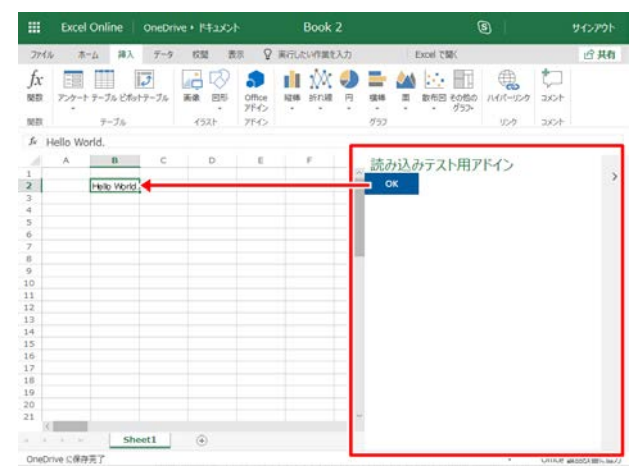 Excel Online OneDrive ▸ ドキュメント Book 2 サインアウト
ファイル ホーム 挿入 データ 校閲 表示 実行したい作業を入力 Excel で開く 共有
fx
関数 アンケート テーブル ピボットテーブル 画像 図形 Office アドイン 縦棒 折れ線 円 横棒 面 散布図 その他のグラフ ハイパーリンク コメント
関数 テーブル イラスト アドイン グラフ リンク コメント
fx Hello World.
A B C D E F
読み込みテスト用アドイン
1
2 Hello World.
OK
3
4
5
6
7
8
9
10
11
12
13
14
15
16
17
18
19
20
21
Sheet1
OneDrive に保存完了